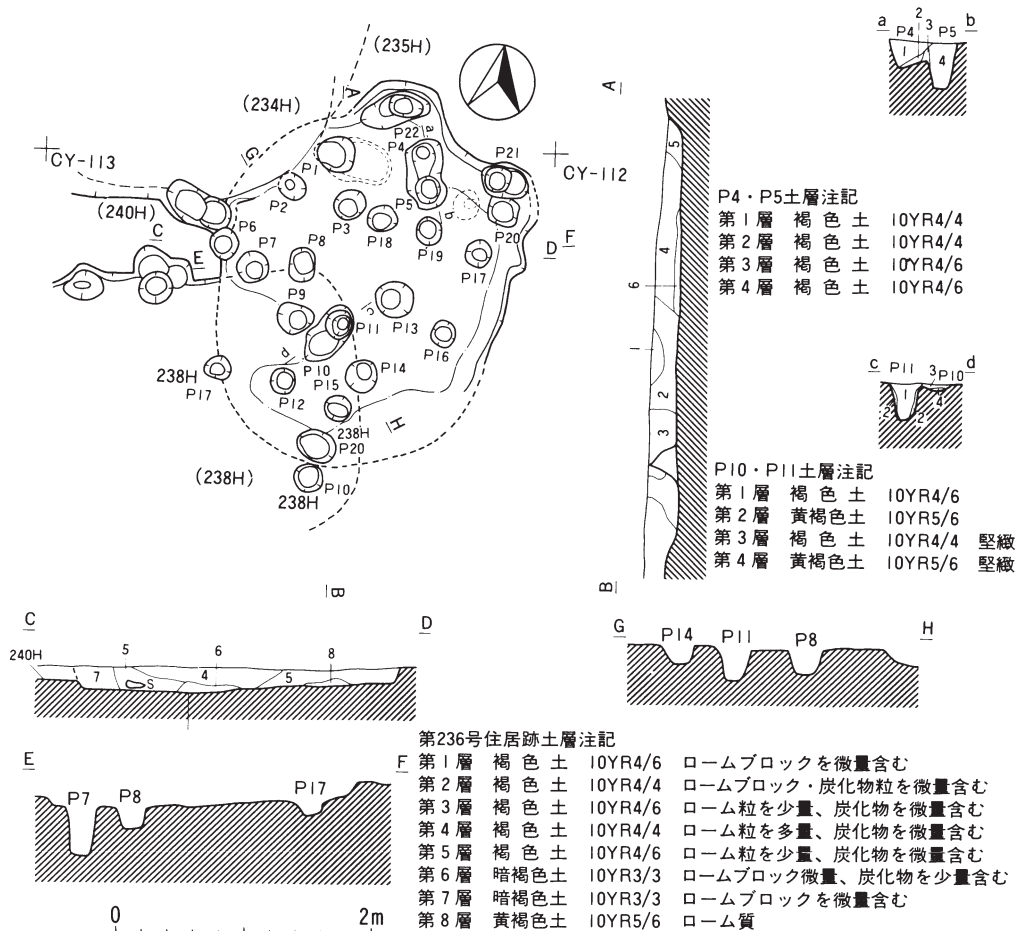 (235H)
(234H)
A
G
CY-113
CY-112
(240H)
P22
a
P4
P21
P1
P2
P3
P18
P5
b
P19
P20
P17
D
F
C
E
P6
P7
P8
P9
c
P13
P11
P16
d
P10
P14
238H
P17
P12
P15
H
238H
P20
(238H)
P10
238H
B
A
5
4
6
1
2
3
B
2
a P4 3 P5 b
1
4
P4・P5土層注記
第1層 褐色土 10YR4/4
第2層 褐色土 10YR4/4
第3層 褐色土 10YR4/6
第4層 褐色土 10YR4/6
c P11 3 P10 d
1 4
2 2
P10・P11土層注記
第1層 褐色土 10YR4/6
第2層 黄褐色土 10YR5/6
第3層 褐色土 10YR4/4 堅緻
第4層 黄褐色土 10YR5/6 堅緻
C D
240H 5 6 8
7 S 4 5
G H
P14 P11 P8
E F
P7 P8 P17
第236号住居跡土層注記
第1層 褐色土 10YR4/6 ロームブロックを微量含む
第2層 褐色土 10YR4/4 ロームブロック・炭化物粒を微量含む
第3層 褐色土 10YR4/6 ローム粒を少量、炭化物を微量含む
第4層 褐色土 10YR4/4 ローム粒を多量、炭化物を微量含む
第5層 褐色土 10YR4/6 ローム粒を少量、炭化物を微量含む
第6層 暗褐色土 10YR3/3 ロームブロック微量、炭化物を少量含む
第7層 暗褐色土 10YR3/3 ロームブロックを微量含む
第8層 黄褐色土 10YR5/6 ローム質
0 2m